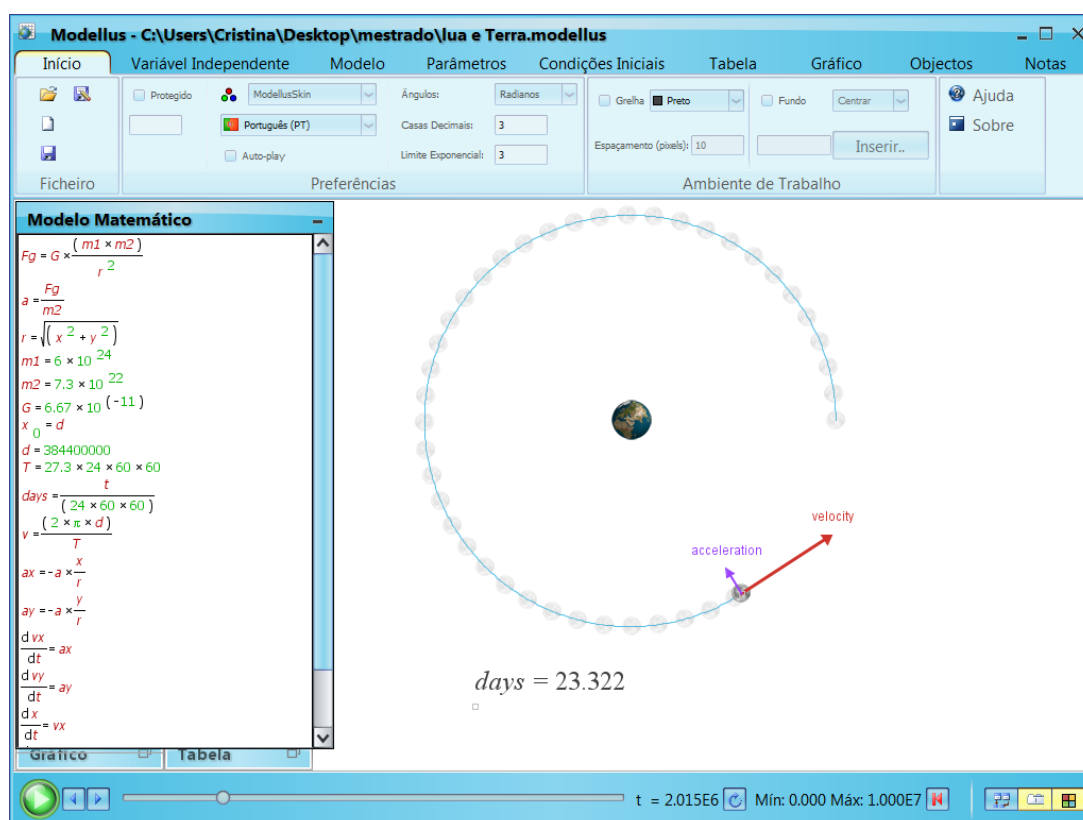 Modellus - C:\Users\Cristina\Desktop\mestrado\lua e Terra.modellus
Início Variável Independente Modelo Parâmetros Condições Iniciais Tabela Gráfico Objectos Notas
Protegido ModellusSkin Ângulos: Radianos Grelha Preto Fundo Centrar Ajuda
Português (PT) Casas Decimais: 3 Sobre
Auto-play Limite Exponencial: 3 Espaçamento (pixels): 10 Inserir..
Ficheiro Preferências Ambiente de Trabalho
Modelo Matemático
Fg = G × ( m1 × m2 ) / r 2
a = Fg / m2
r = √( x 2 + y 2 )
m1 = 6 × 10 24
m2 = 7.3 × 10 22
G = 6.67 × 10 (-11)
x 0 = d
d = 384400000
T = 27.3 × 24 × 60 × 60
days = t / ( 24 × 60 × 60 )
v = ( 2 × π × d ) / T
ax = -a × x / r
ay = -a × y / r
d vx / dt = ax
d vy / dt = ay
d x / dt = vx
velocity
acceleration
days = 23.322
Gráfico Tabela
t = 2.015E6 Mín: 0.000 Máx: 1.000E7